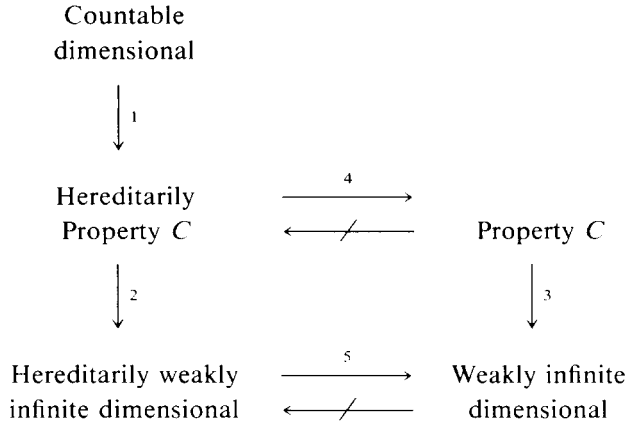 Countable
dimensional
1
4
Hereditarily
Property C
Property C
2
3
5
Hereditarily weakly
infinite dimensional
Weakly infinite
dimensional